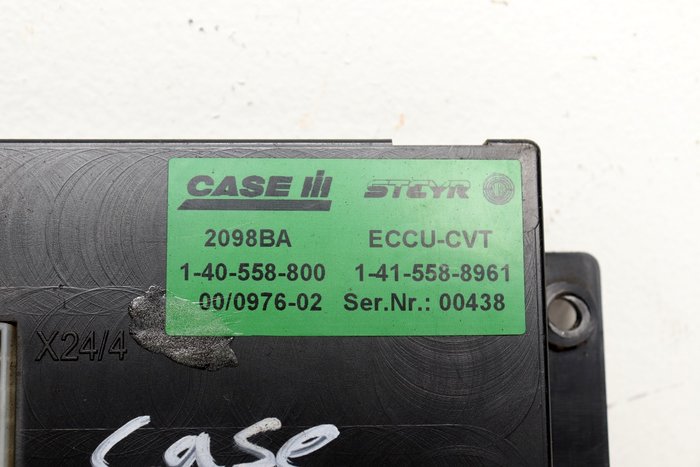 CASE III STEYR
2098BA ECCU-CVT
1-40-558-800 1-41-558-8961
00/0976-02 Ser.Nr.: 00438
X24/4
case